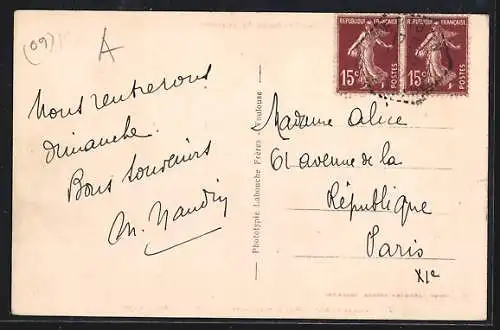 (09)
A
Nous rentrerons
dimanche.
Bons souvenirs
M. Naudin
Phototypie Labouche Frères - Toulouse
REPUBLIQUE FRANÇAISE
15c
POSTES
REPUBLIQUE FRANÇAISE
15c
POSTES
Madame Alice
61 avenue de la
République
Paris
XIe